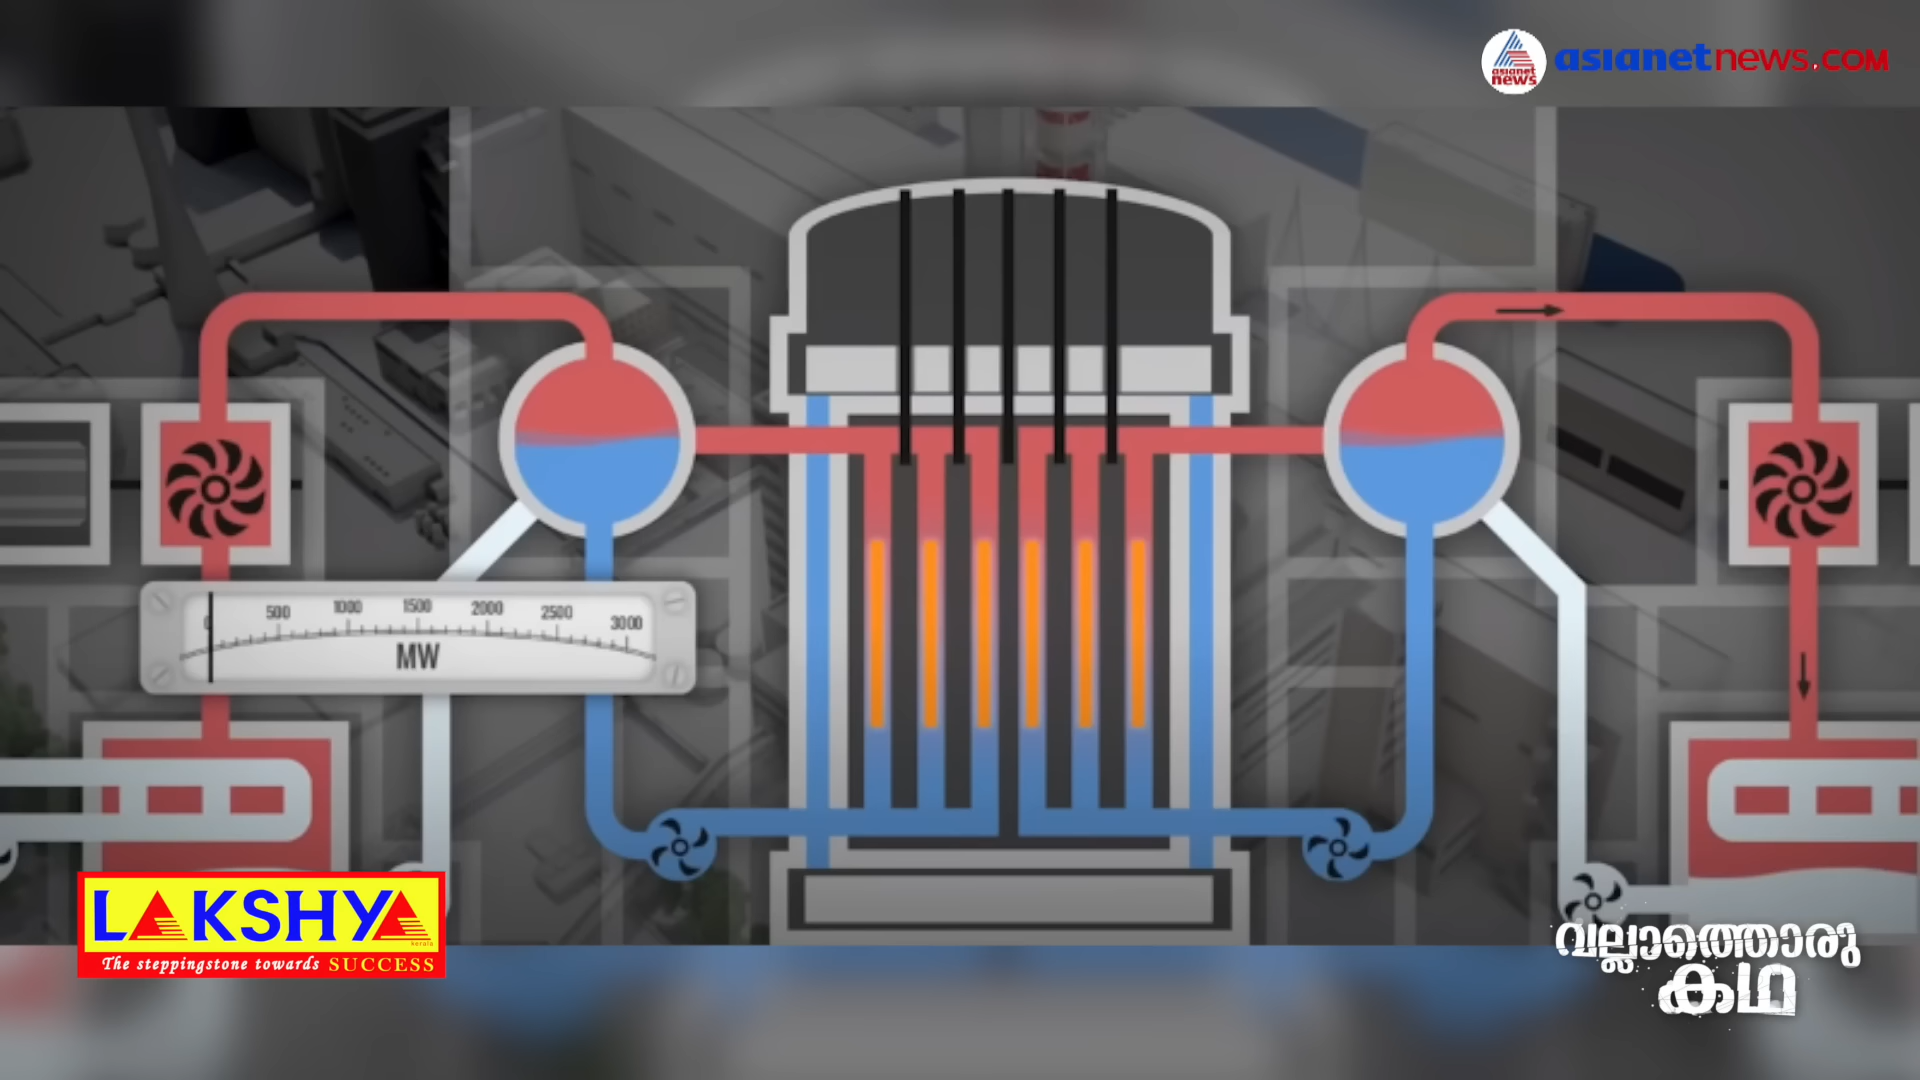 asianet
news
asianetnews.COM
0 500 1000 1500 2000 2500 3000
MW
LAKSHYA
kerala
The steppingstone towards SUCCESS
വല്ലാത്തൊരു
കഥ